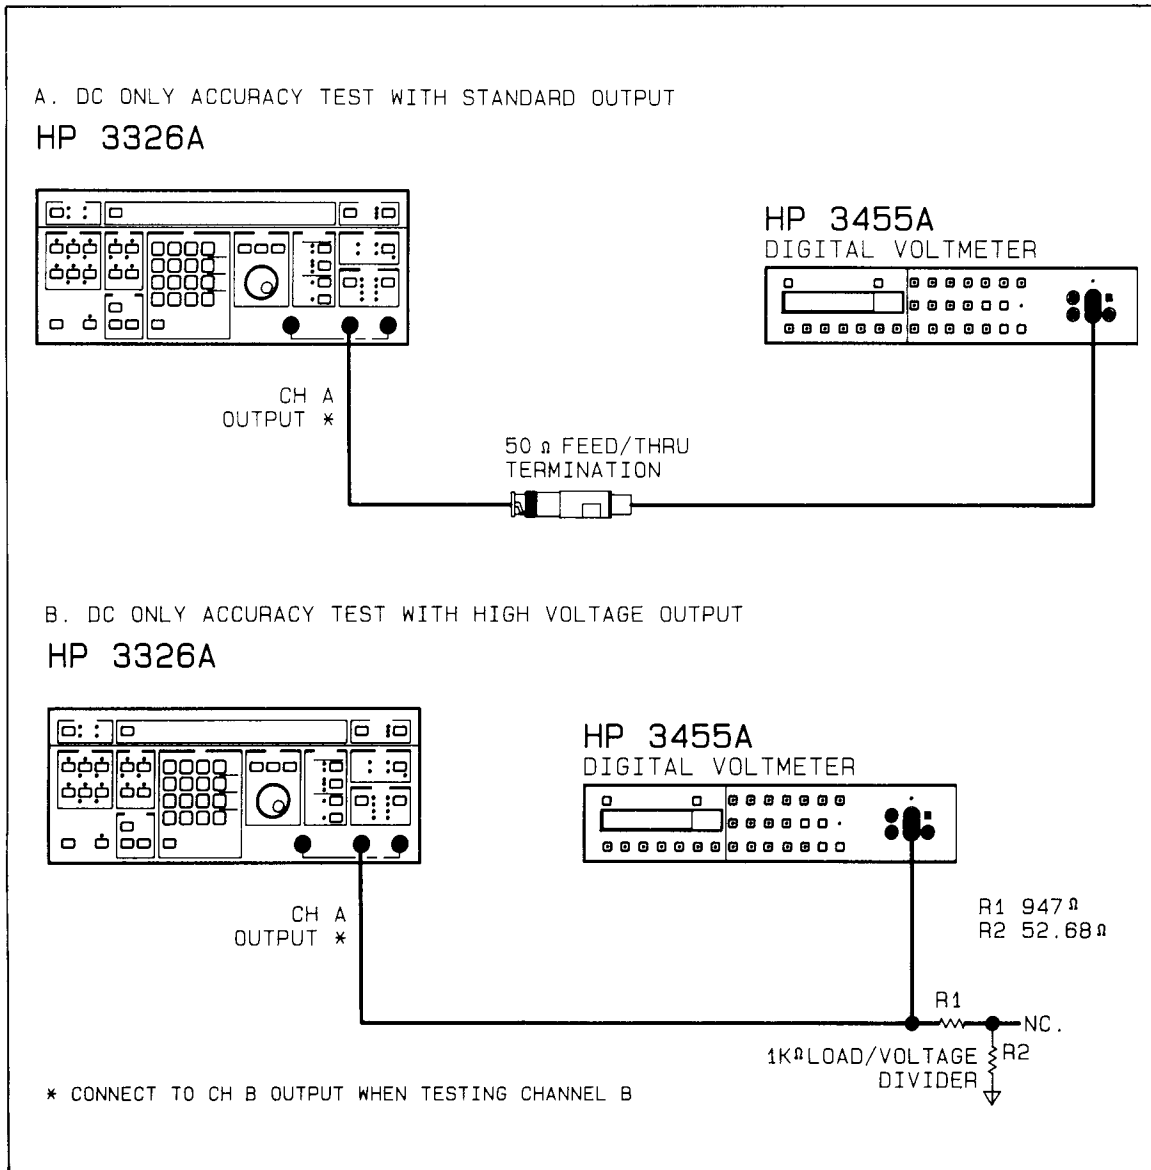 A. DC ONLY ACCURACY TEST WITH STANDARD OUTPUT
HP 3326A
HP 3455A
DIGITAL VOLTMETER
CH A
OUTPUT *
50 Ω FEED/THRU
TERMINATION
B. DC ONLY ACCURACY TEST WITH HIGH VOLTAGE OUTPUT
HP 3326A
HP 3455A
DIGITAL VOLTMETER
CH A
OUTPUT *
R1 947Ω
R2 52.68Ω
R1
NC.
1KΩLOAD/VOLTAGE
DIVIDER
R2
* CONNECT TO CH B OUTPUT WHEN TESTING CHANNEL B